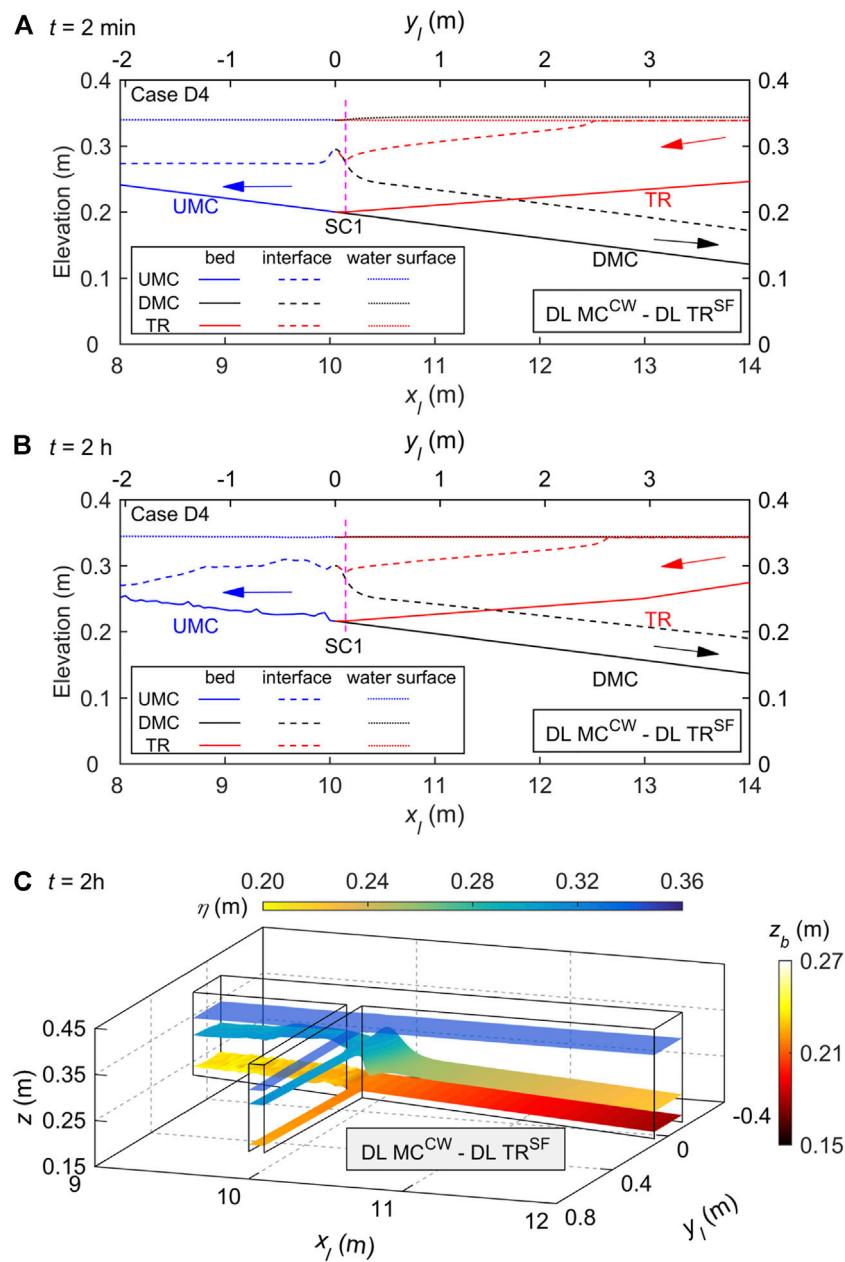 A t = 2 min
y_l (m)
-2 -1 0 1 2 3
Case D4
0.4 0.3 0.2 0.1 0
Elevation (m)
0.4 0.3 0.2 0.1 0
UMC
SC1
TR
DMC
bed interface water surface
UMC
DMC
TR
DL MC^CW - DL TR^SF
8 9 10 11 12 13 14
x_l (m)
B t = 2 h
y_l (m)
-2 -1 0 1 2 3
Case D4
0.4 0.3 0.2 0.1 0
Elevation (m)
0.4 0.3 0.2 0.1 0
UMC
SC1
TR
DMC
bed interface water surface
UMC
DMC
TR
DL MC^CW - DL TR^SF
8 9 10 11 12 13 14
x_l (m)
C t = 2h
0.20 0.24 0.28 0.32 0.36
η (m)
z_b (m)
0.27
0.21
0.15
0.45
0.35
0.25
0.15
z (m)
DL MC^CW - DL TR^SF
9 10 11 12
x_l (m)
-0.4
0
0.4
0.8
y_l (m)